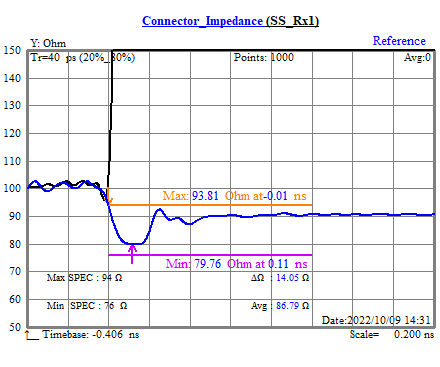 Connector_Impedance (SS_Rx1)
Y: Ohm
Reference
Tr=40 ps (20%_80%)
Points: 1000
Avg:0
150
140
130
120
110
100
90
80
70
60
50
Max: 93.81 Ohm at -0.01 ns
Min: 79.76 Ohm at 0.11 ns
Max SPEC : 94 Ω
ΔΩ : 14.05 Ω
Min SPEC : 76 Ω
Avg : 86.79 Ω
Date:2022/10/09 14:31
Timebase: -0.406 ns
Scale= 0.200 ns